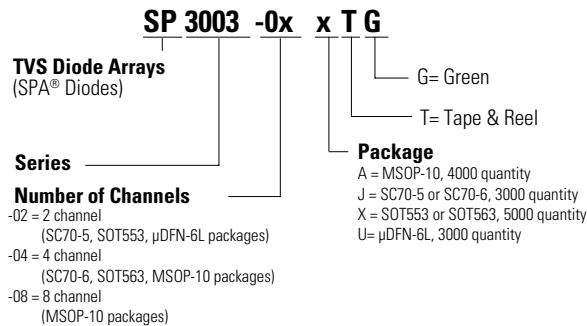 SP 3003 -0x x T G
TVS Diode Arrays
(SPA® Diodes)
G= Green
T= Tape & Reel
Series
Package
A = MSOP-10, 4000 quantity
J = SC70-5 or SC70-6, 3000 quantity
X = SOT553 or SOT563, 5000 quantity
U= µDFN-6L, 3000 quantity
Number of Channels
-02 = 2 channel
(SC70-5, SOT553, µDFN-6L packages)
-04 = 4 channel
(SC70-6, SOT563, MSOP-10 packages)
-08 = 8 channel
(MSOP-10 packages)